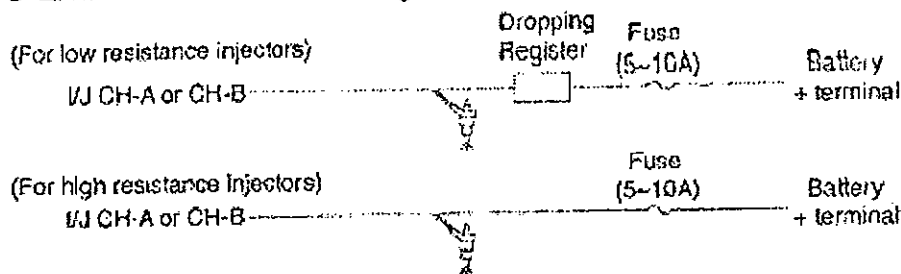 Dropping Fuse
(For low resistance injectors) Register (5~10A) Battery
I/J CH-A or CH-B + terminal
Fuse
(For high resistance injectors) (5~10A) Battery
I/J CH-A or CH-B + terminal